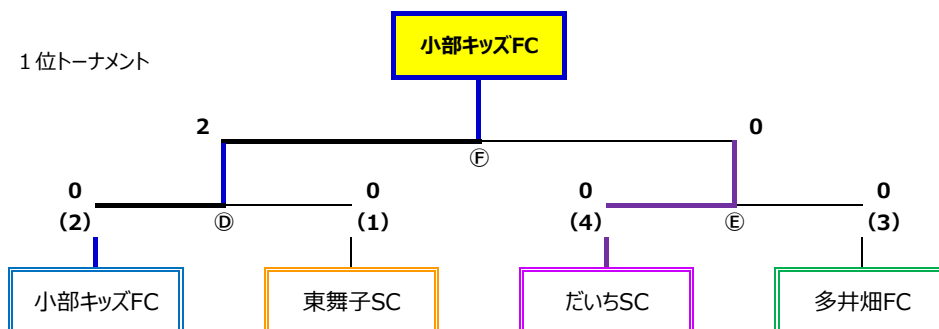 小部キッズFC
1位トーナメント
2 0
Ⓕ
0 0 0 0
(2) Ⓓ (1) (4) Ⓔ (3)
小部キッズFC 東舞子SC だいちSC 多井畑FC